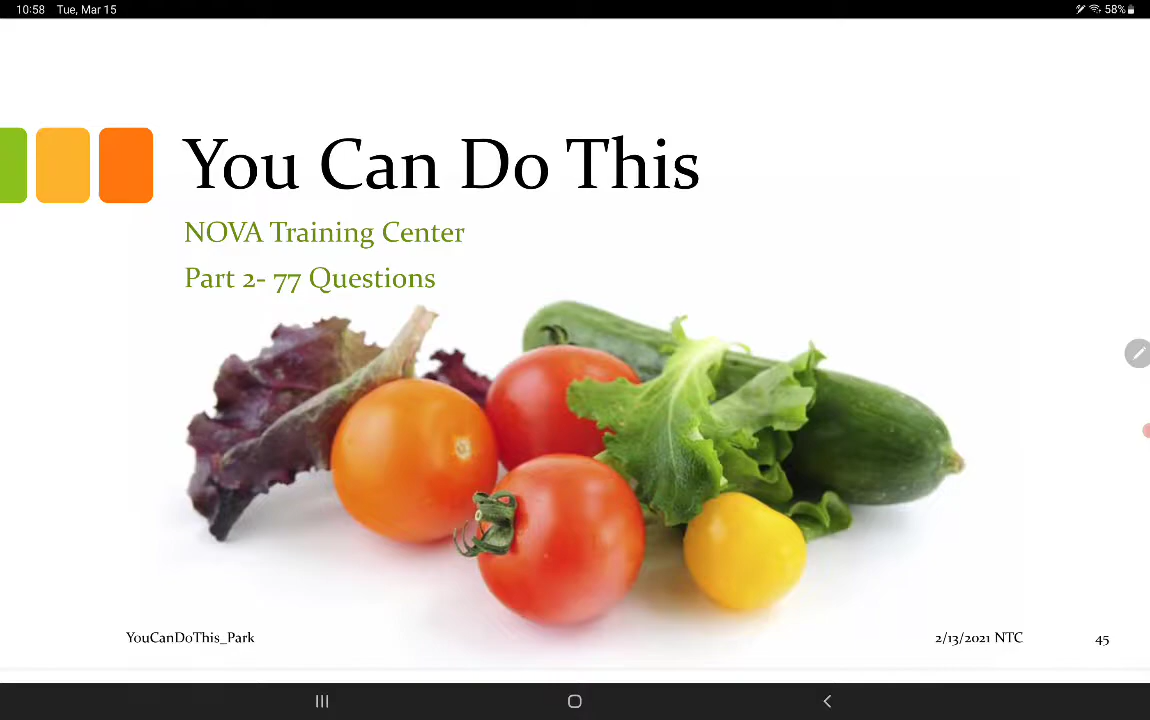 10:58 Tue, Mar 15
58%
You Can Do This
NOVA Training Center
Part 2- 77 Questions
YouCanDoThis_Park
2/13/2021 NTC
45